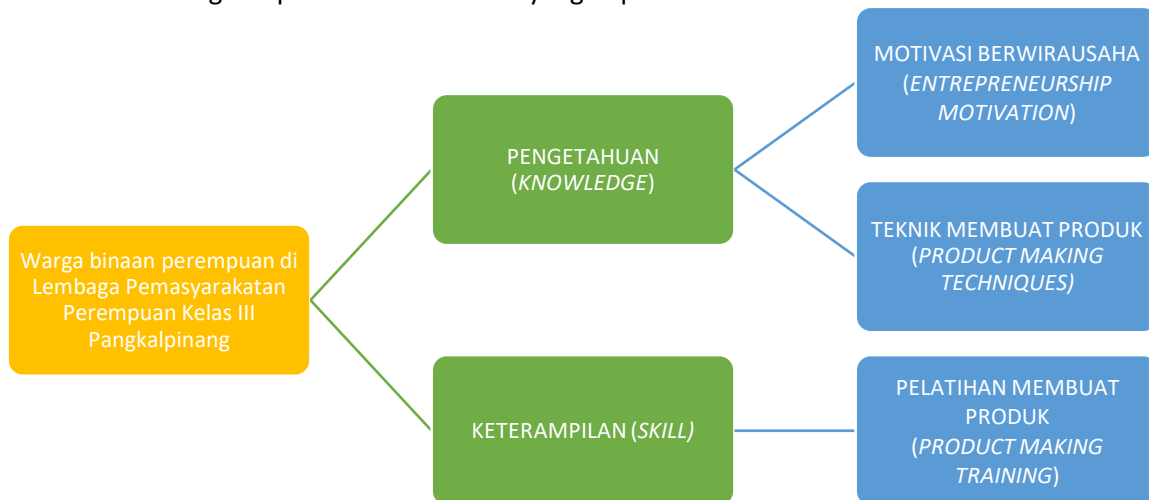 MOTIVASI BERWIRAUSAHA
(ENTREPRENEURSHIP
MOTIVATION)
PENGETAHUAN
(KNOWLEDGE)
TEKNIK MEMBUAT PRODUK
(PRODUCT MAKING
TECHNIQUES)
Warga binaan perempuan di
Lembaga Pemasyarakatan
Perempuan Kelas III
Pangkalpinang
KETERAMPILAN (SKILL)
PELATIHAN MEMBUAT
PRODUK
(PRODUCT MAKING
TRAINING)